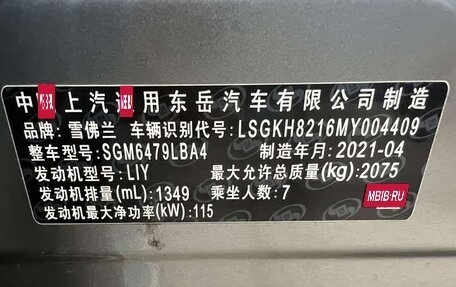 中 上汽 用东岳汽车有限公司制造
品牌: 雪佛兰 车辆识别代号: LSGKH8216MY004409
整车型号: SGM6479LBA4 制造年月: 2021-04
发动机型号: LIY 最大允许总质量(kg): 2075
发动机排量(mL): 1349 乘坐人数: 7
MBIB.RU
发动机最大净功率(kW): 115